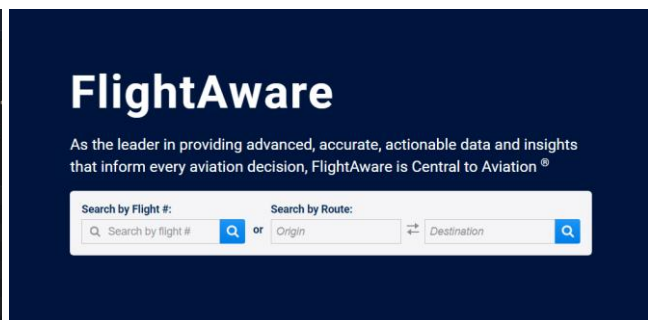 FlightAware
As the leader in providing advanced, accurate, actionable data and insights
that inform every aviation decision, FlightAware is Central to Aviation ®
Search by Flight #: Search by Route:
Search by flight # or Origin Destination